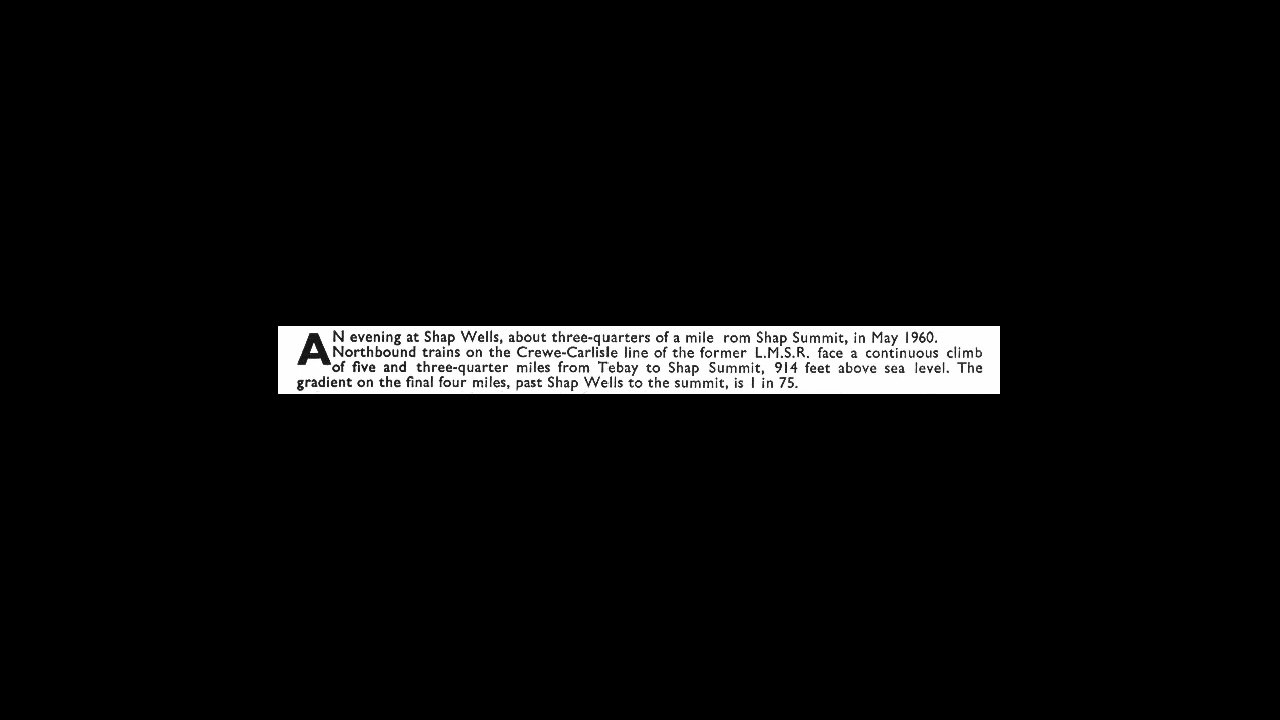 AN evening at Shap Wells, about three-quarters of a mile rom Shap Summit, in May 1960.
Northbound trains on the Crewe-Carlisle line of the former L.M.S.R. face a continuous climb
of five and three-quarter miles from Tebay to Shap Summit, 914 feet above sea level. The
gradient on the final four miles, past Shap Wells to the summit, is 1 in 75.